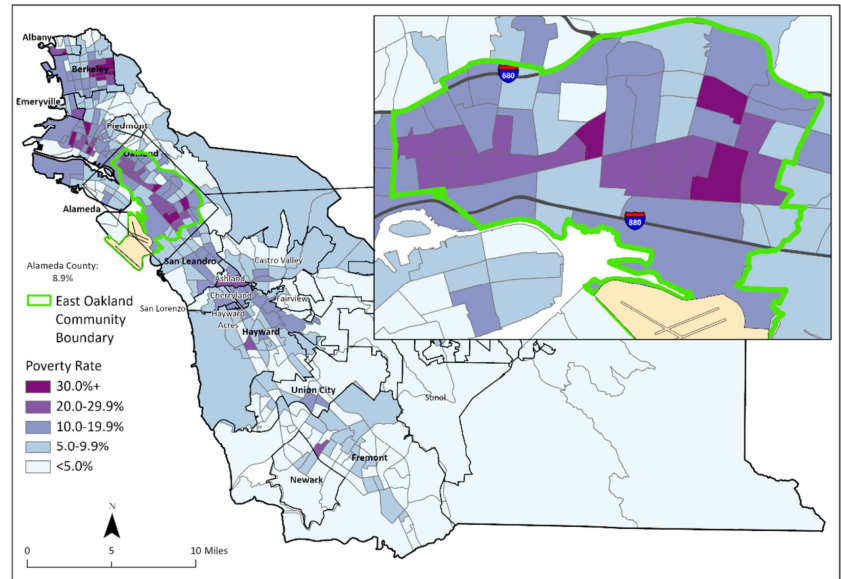 Albany
Berkeley
Emeryville
Piedmont
Oakland
Alameda
San Leandro
Castro Valley
Ashland
Cherryland
Fairview
San Lorenzo
Hayward
Acres
Hayward
Union City
Sunol
Fremont
Newark
680
880
Alameda County:
8.9%
East Oakland
Community
Boundary
Poverty Rate
30.0%+
20.0-29.9%
10.0-19.9%
5.0-9.9%
<5.0%
N
0 5 10 Miles